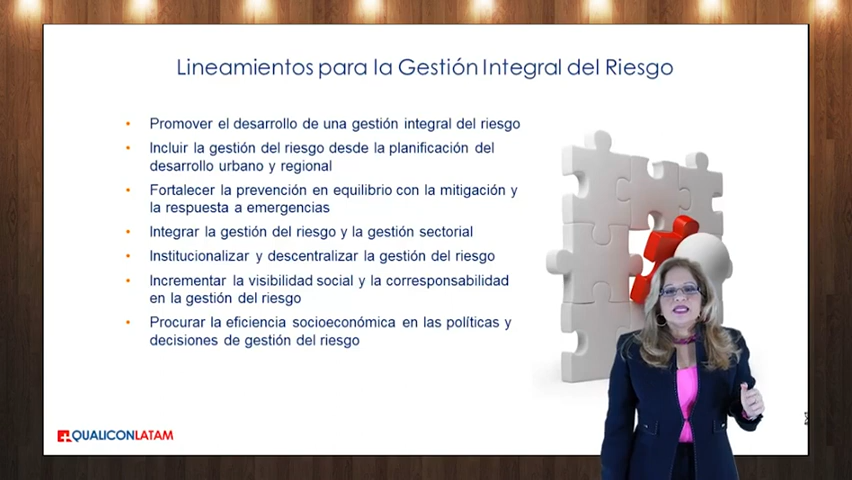 Lineamientos para la Gestión Integral del Riesgo
• Promover el desarrollo de una gestión integral del riesgo
• Incluir la gestión del riesgo desde la planificación del
desarrollo urbano y regional
• Fortalecer la prevención en equilibrio con la mitigación y
la respuesta a emergencias
• Integrar la gestión del riesgo y la gestión sectorial
• Institucionalizar y descentralizar la gestión del riesgo
• Incrementar la visibilidad social y la corresponsabilidad
en la gestión del riesgo
• Procurar la eficiencia socioeconómica en las políticas y
decisiones de gestión del riesgo
QUALICONLATAM